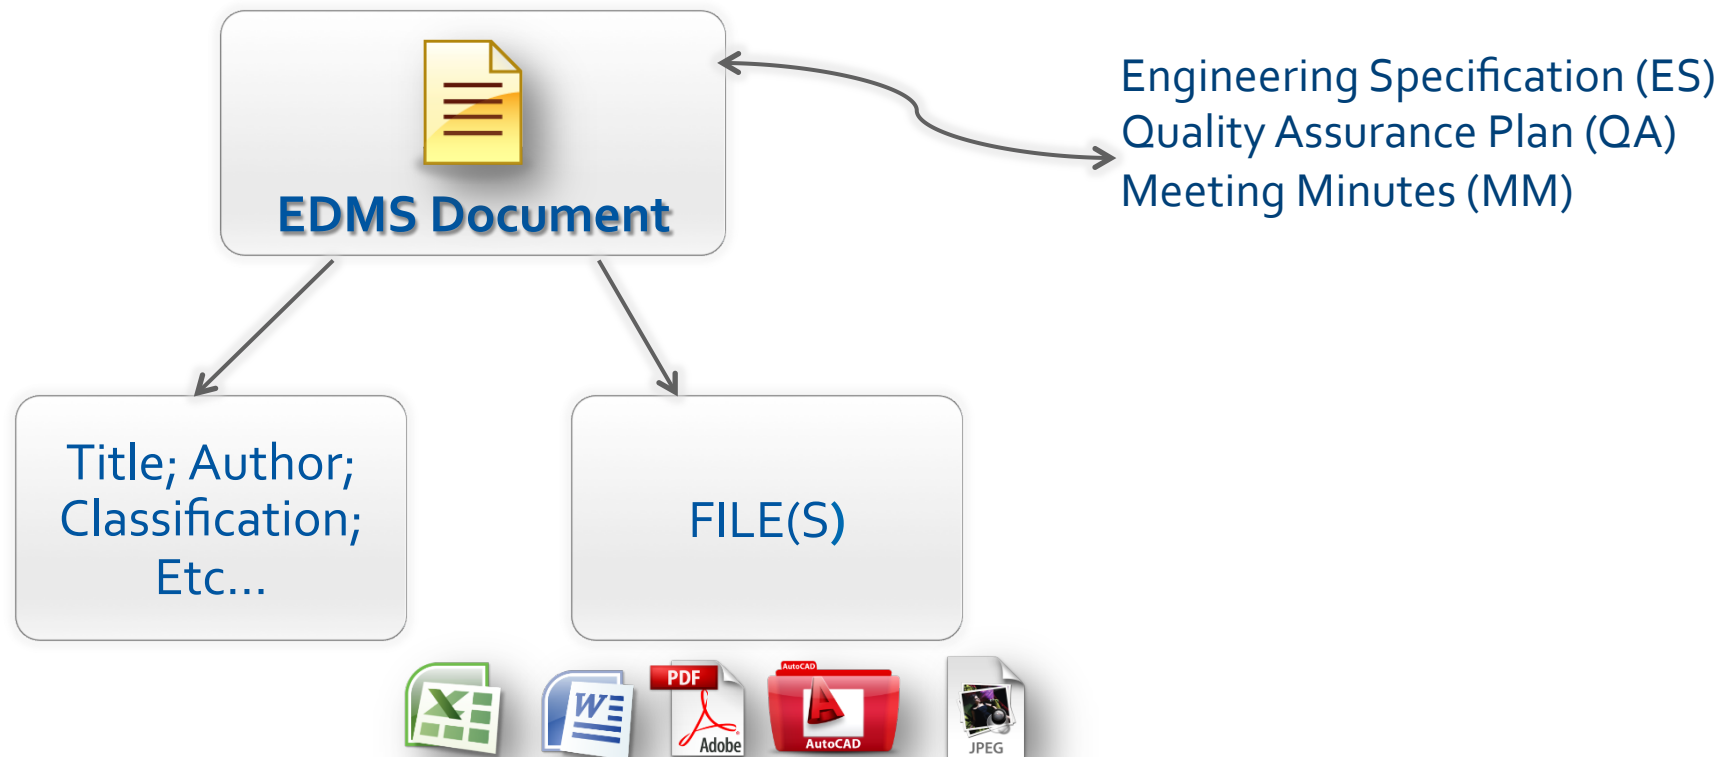 EDMS Document
Engineering Specification (ES)
Quality Assurance Plan (QA)
Meeting Minutes (MM)
Title; Author;
Classification;
Etc...
FILE(S)
X
W
PDF
Adobe
AutoCAD
A
AutoCAD
JPEG